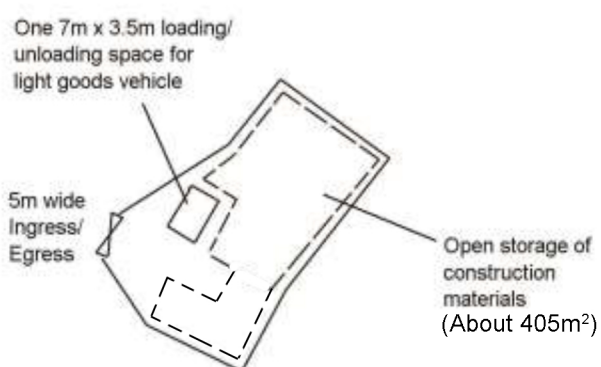 One 7m x 3.5m loading/
unloading space for
light goods vehicle
5m wide
Ingress/
Egress
Open storage of
construction
materials
(About 405m²)